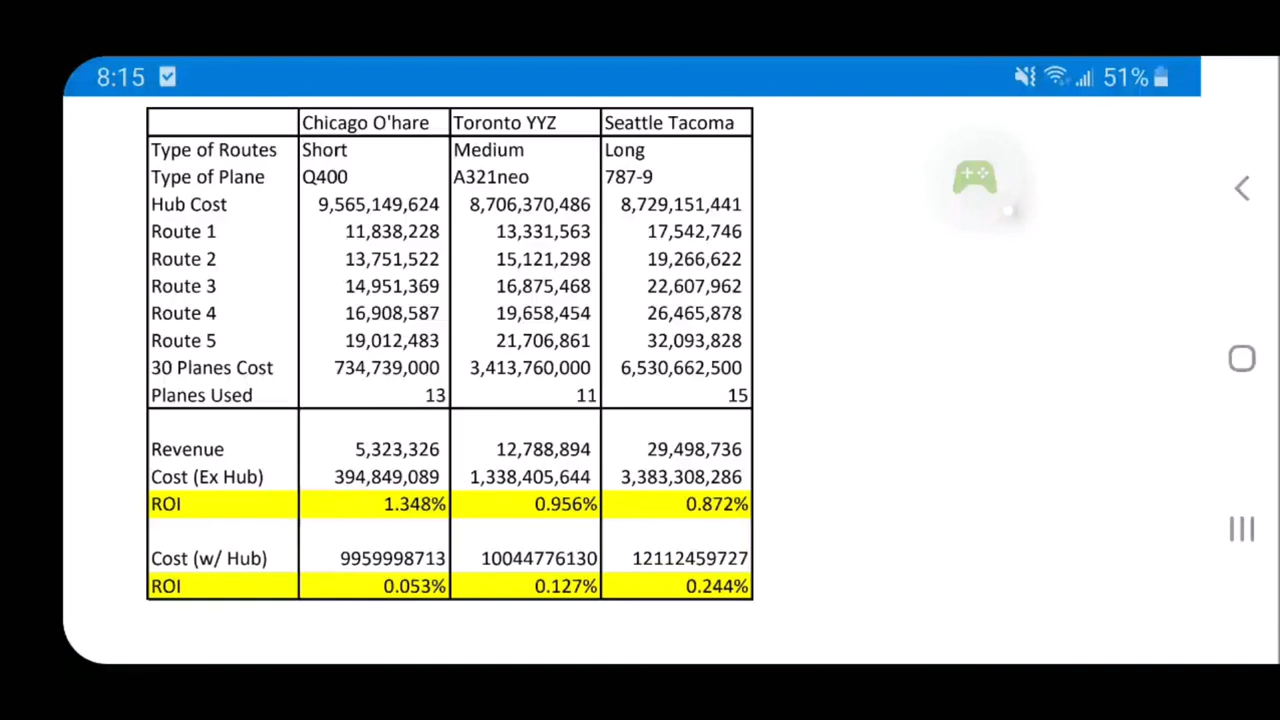 8:15 51%
Chicago O'hare Toronto YYZ Seattle Tacoma
Type of Routes Short Medium Long
Type of Plane Q400 A321neo 787-9
Hub Cost 9,565,149,624 8,706,370,486 8,729,151,441
Route 1 11,838,228 13,331,563 17,542,746
Route 2 13,751,522 15,121,298 19,266,622
Route 3 14,951,369 16,875,468 22,607,962
Route 4 16,908,587 19,658,454 26,465,878
Route 5 19,012,483 21,706,861 32,093,828
30 Planes Cost 734,739,000 3,413,760,000 6,530,662,500
Planes Used 13 11 15
Revenue 5,323,326 12,788,894 29,498,736
Cost (Ex Hub) 394,849,089 1,338,405,644 3,383,308,286
ROI 1.348% 0.956% 0.872%
Cost (w/ Hub) 9959998713 10044776130 12112459727
ROI 0.053% 0.127% 0.244%